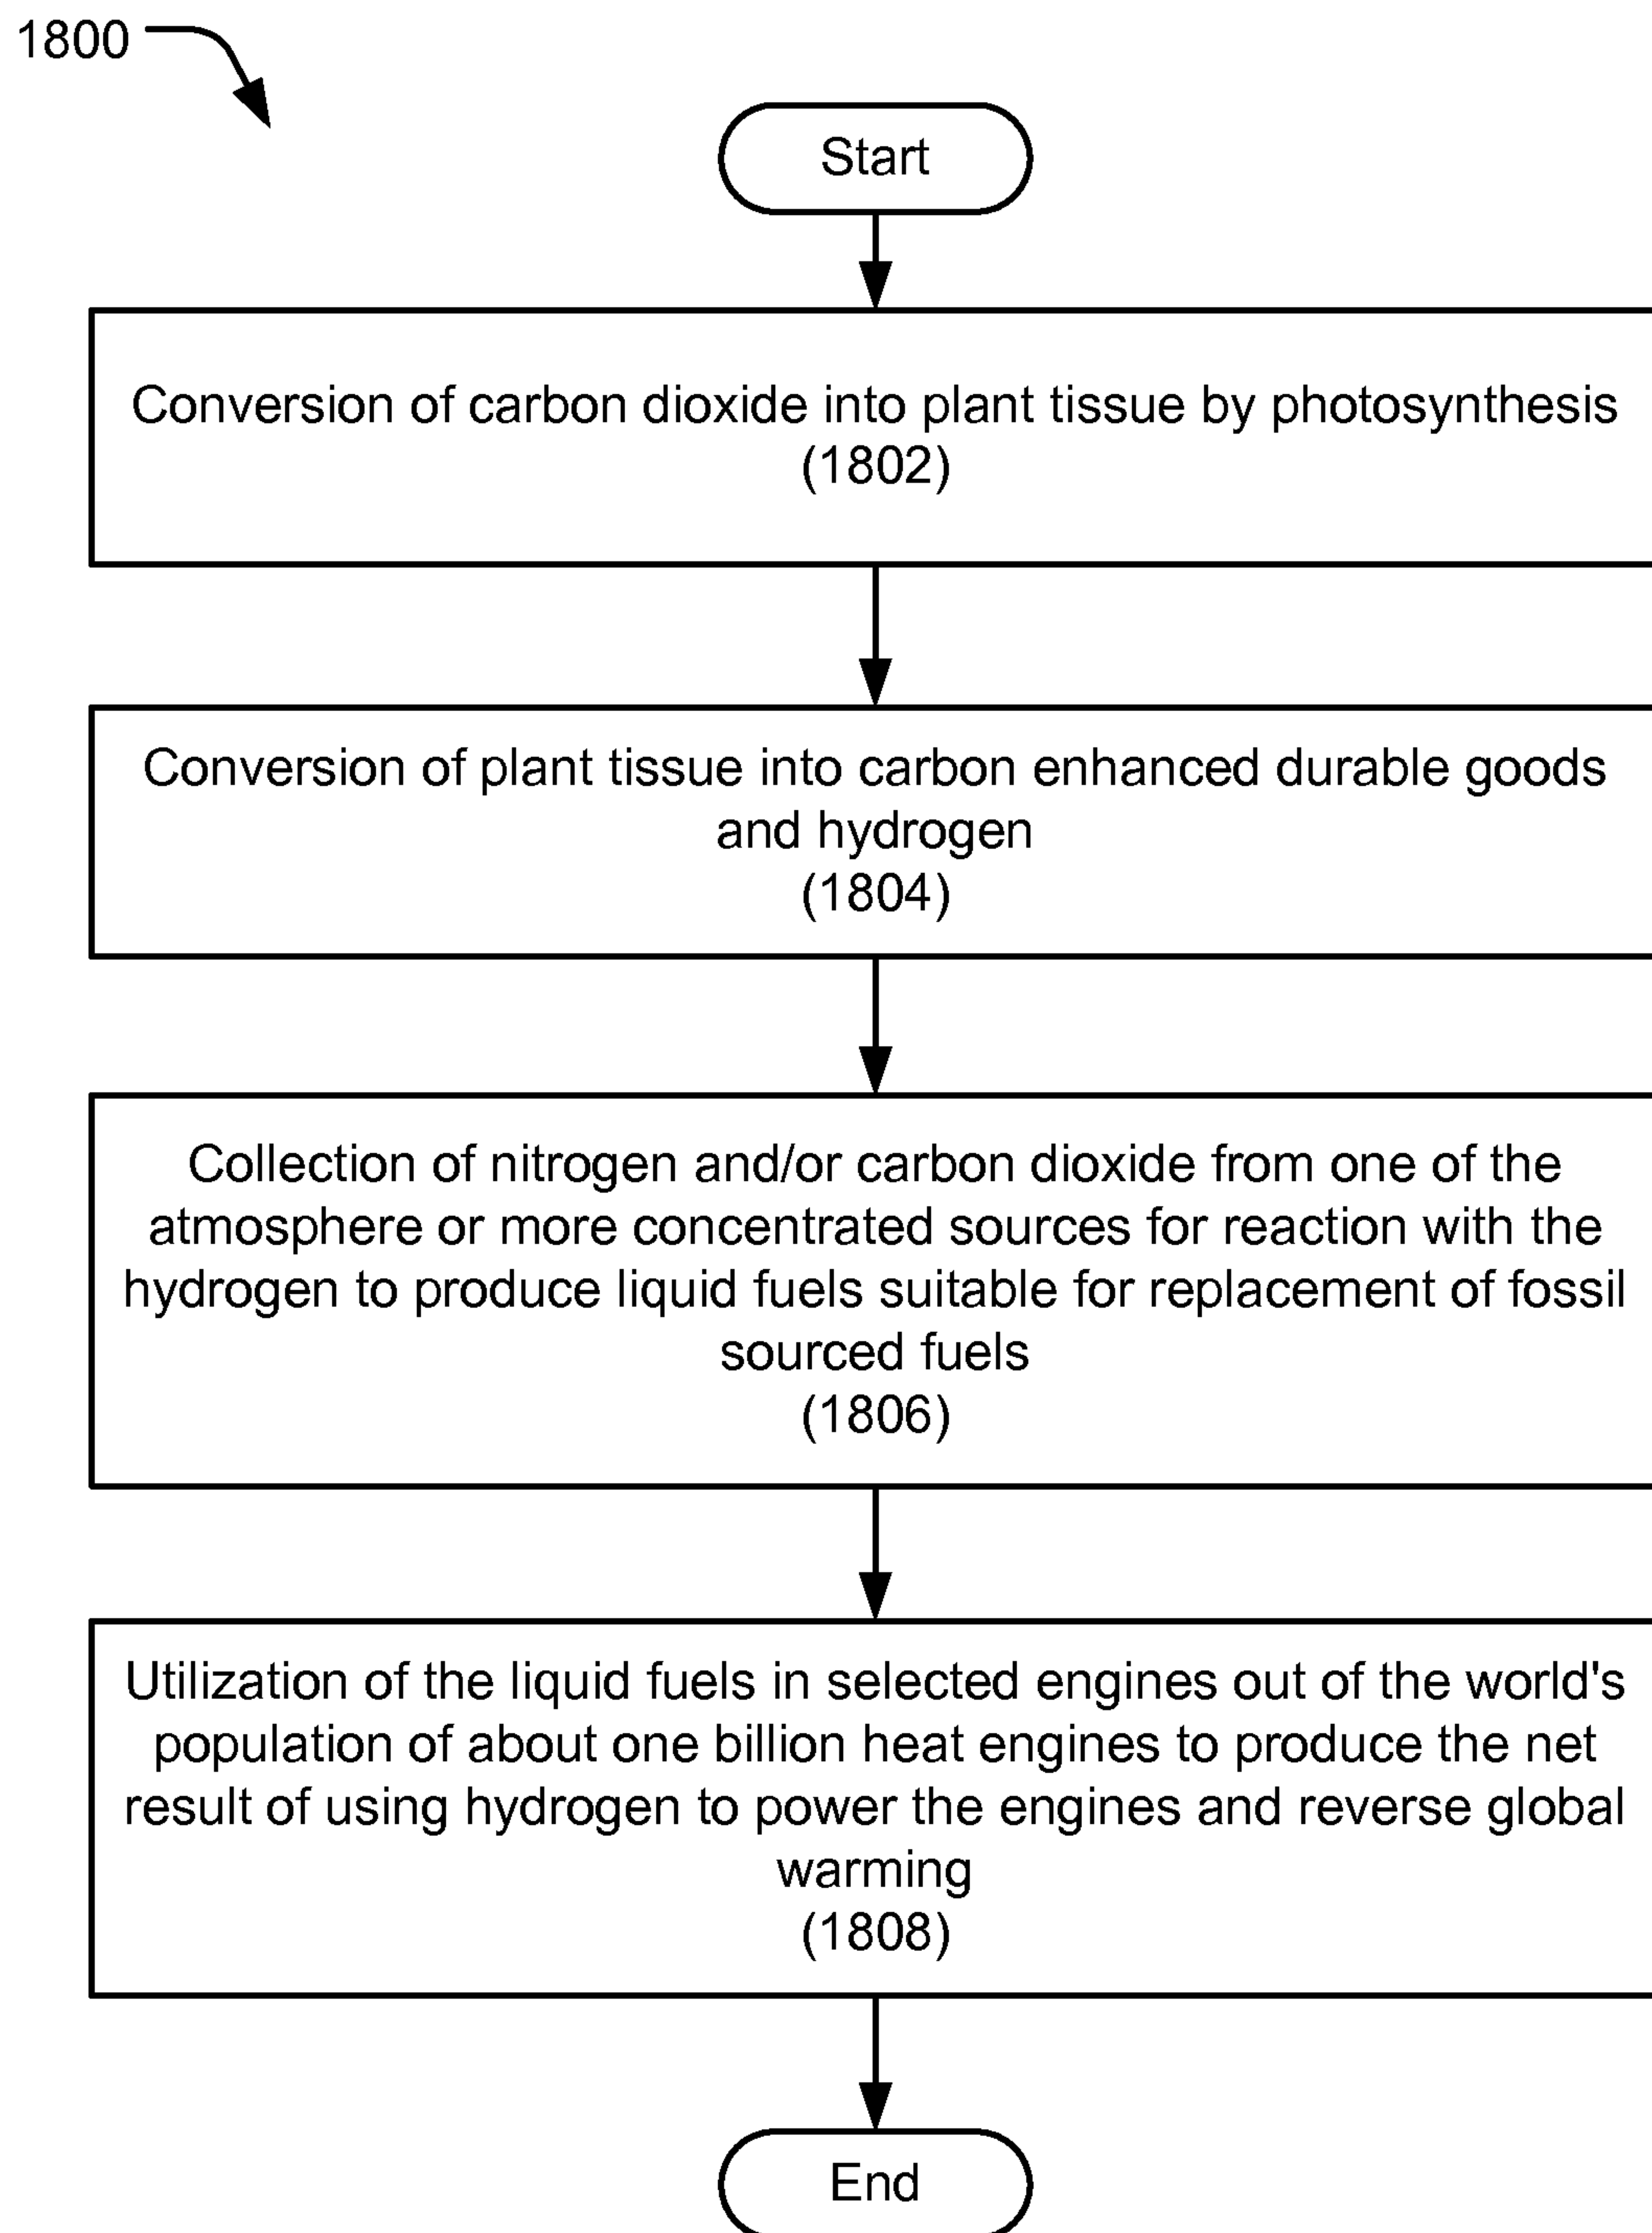 1800
Start
Conversion of carbon dioxide into plant tissue by photosynthesis
(1802)
Conversion of plant tissue into carbon enhanced durable goods
and hydrogen
(1804)
Collection of nitrogen and/or carbon dioxide from one of the
atmosphere or more concentrated sources for reaction with the
hydrogen to produce liquid fuels suitable for replacement of fossil
sourced fuels
(1806)
Utilization of the liquid fuels in selected engines out of the world's
population of about one billion heat engines to produce the net
result of using hydrogen to power the engines and reverse global
warming
(1808)
End